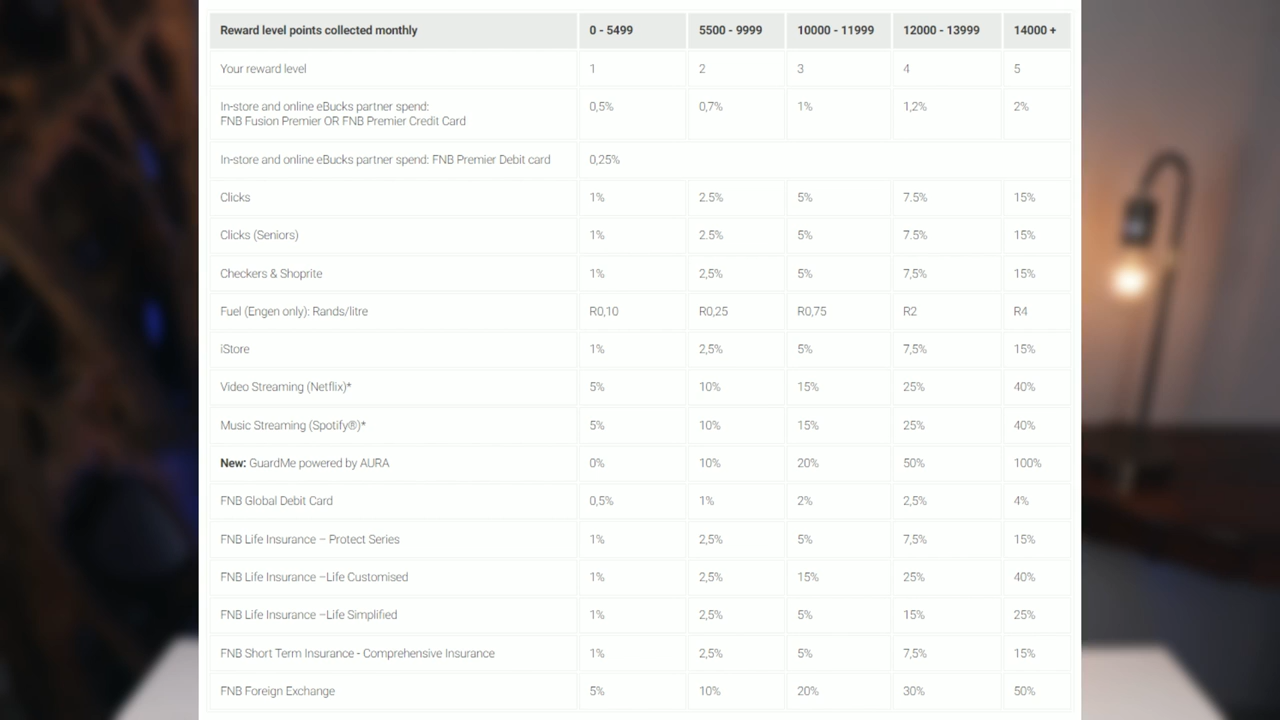 Reward level points collected monthly 0 - 5499 5500 - 9999 10000 - 11999 12000 - 13999 14000 +
Your reward level 1 2 3 4 5
In-store and online eBucks partner spend:
FNB Fusion Premier OR FNB Premier Credit Card 0,5% 0,7% 1% 1,2% 2%
In-store and online eBucks partner spend: FNB Premier Debit card 0,25%
Clicks 1% 2.5% 5% 7.5% 15%
Clicks (Seniors) 1% 2.5% 5% 7.5% 15%
Checkers & Shoprite 1% 2,5% 5% 7,5% 15%
Fuel (Engen only): Rands/litre R0,10 R0,25 R0,75 R2 R4
iStore 1% 2,5% 5% 7,5% 15%
Video Streaming (Netflix)* 5% 10% 15% 25% 40%
Music Streaming (Spotify®)* 5% 10% 15% 25% 40%
New: GuardMe powered by AURA 0% 10% 20% 50% 100%
FNB Global Debit Card 0,5% 1% 2% 2,5% 4%
FNB Life Insurance – Protect Series 1% 2,5% 5% 7,5% 15%
FNB Life Insurance –Life Customised 1% 2,5% 15% 25% 40%
FNB Life Insurance –Life Simplified 1% 2,5% 5% 15% 25%
FNB Short Term Insurance - Comprehensive Insurance 1% 2,5% 5% 7,5% 15%
FNB Foreign Exchange 5% 10% 20% 30% 50%